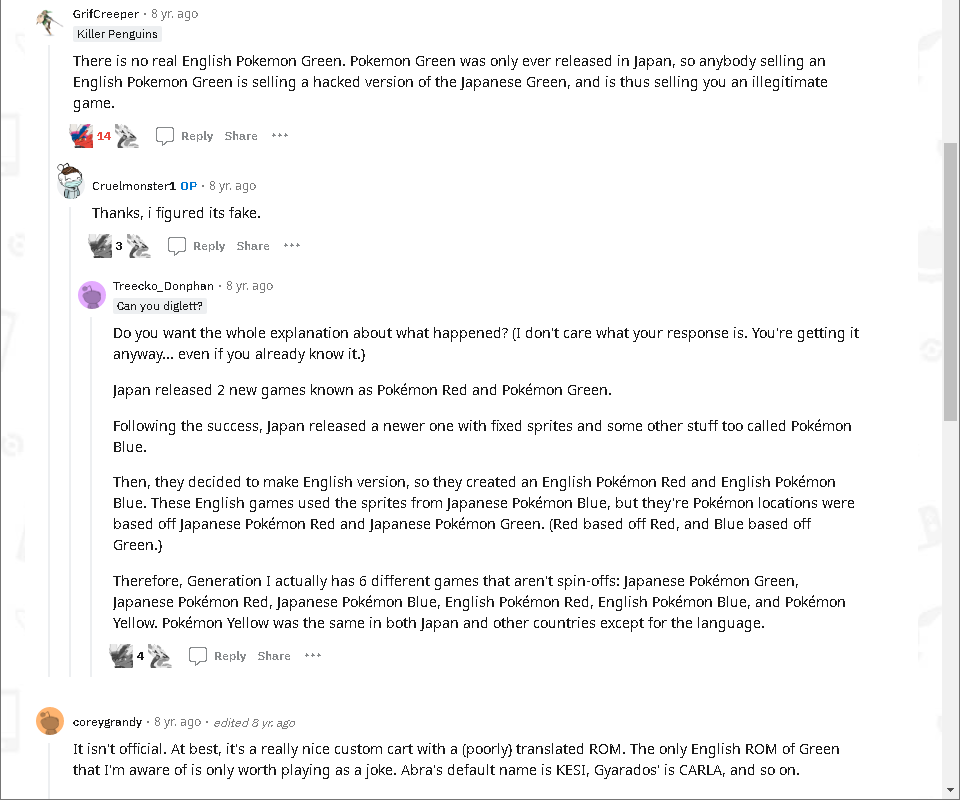 GrifCreeper · 8 yr. ago
Killer Penguins
There is no real English Pokemon Green. Pokemon Green was only ever released in Japan, so anybody selling an
English Pokemon Green is selling a hacked version of the Japanese Green, and is thus selling you an illegitimate
game.
14 Reply Share ···
Cruelmonster1 OP · 8 yr. ago
Thanks, i figured its fake.
3 Reply Share ···
Treecko_Donphan · 8 yr. ago
Can you diglett?
Do you want the whole explanation about what happened? (I don't care what your response is. You're getting it
anyway... even if you already know it.}
Japan released 2 new games known as Pokémon Red and Pokémon Green.
Following the success, Japan released a newer one with fixed sprites and some other stuff too called Pokémon
Blue.
Then, they decided to make English version, so they created an English Pokémon Red and English Pokémon
Blue. These English games used the sprites from Japanese Pokémon Blue, but they're Pokémon locations were
based off Japanese Pokémon Red and Japanese Pokémon Green. (Red based off Red, and Blue based off
Green.}
Therefore, Generation I actually has 6 different games that aren't spin-offs: Japanese Pokémon Green,
Japanese Pokémon Red, Japanese Pokémon Blue, English Pokémon Red, English Pokémon Blue, and Pokémon
Yellow. Pokémon Yellow was the same in both Japan and other countries except for the language.
4 Reply Share ···
coreygrandy · 8 yr. ago · edited 8 yr. ago
It isn't official. At best, it's a really nice custom cart with a (poorly} translated ROM. The only English ROM of Green
that I'm aware of is only worth playing as a joke. Abra's default name is KESI, Gyarados' is CARLA, and so on.